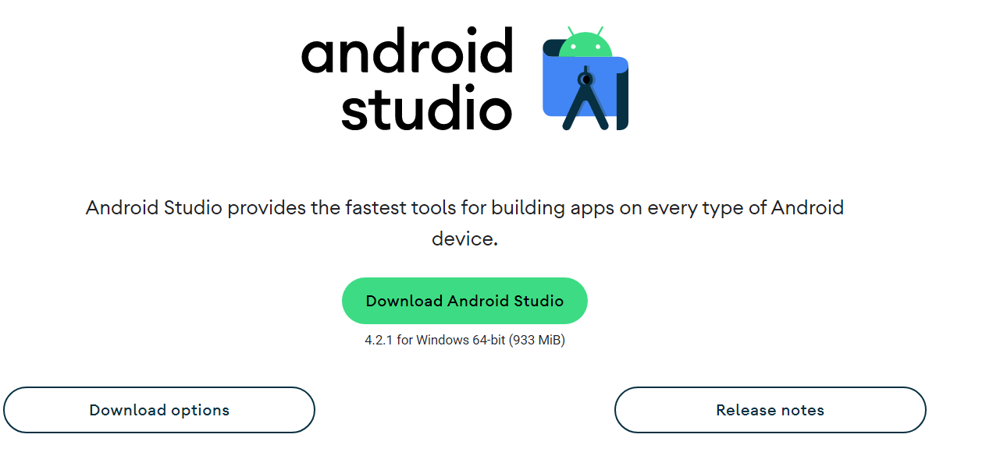 android
studio
Android Studio provides the fastest tools for building apps on every type of Android
device.
Download Android Studio
4.2.1 for Windows 64-bit (933 MiB)
Download options
Release notes